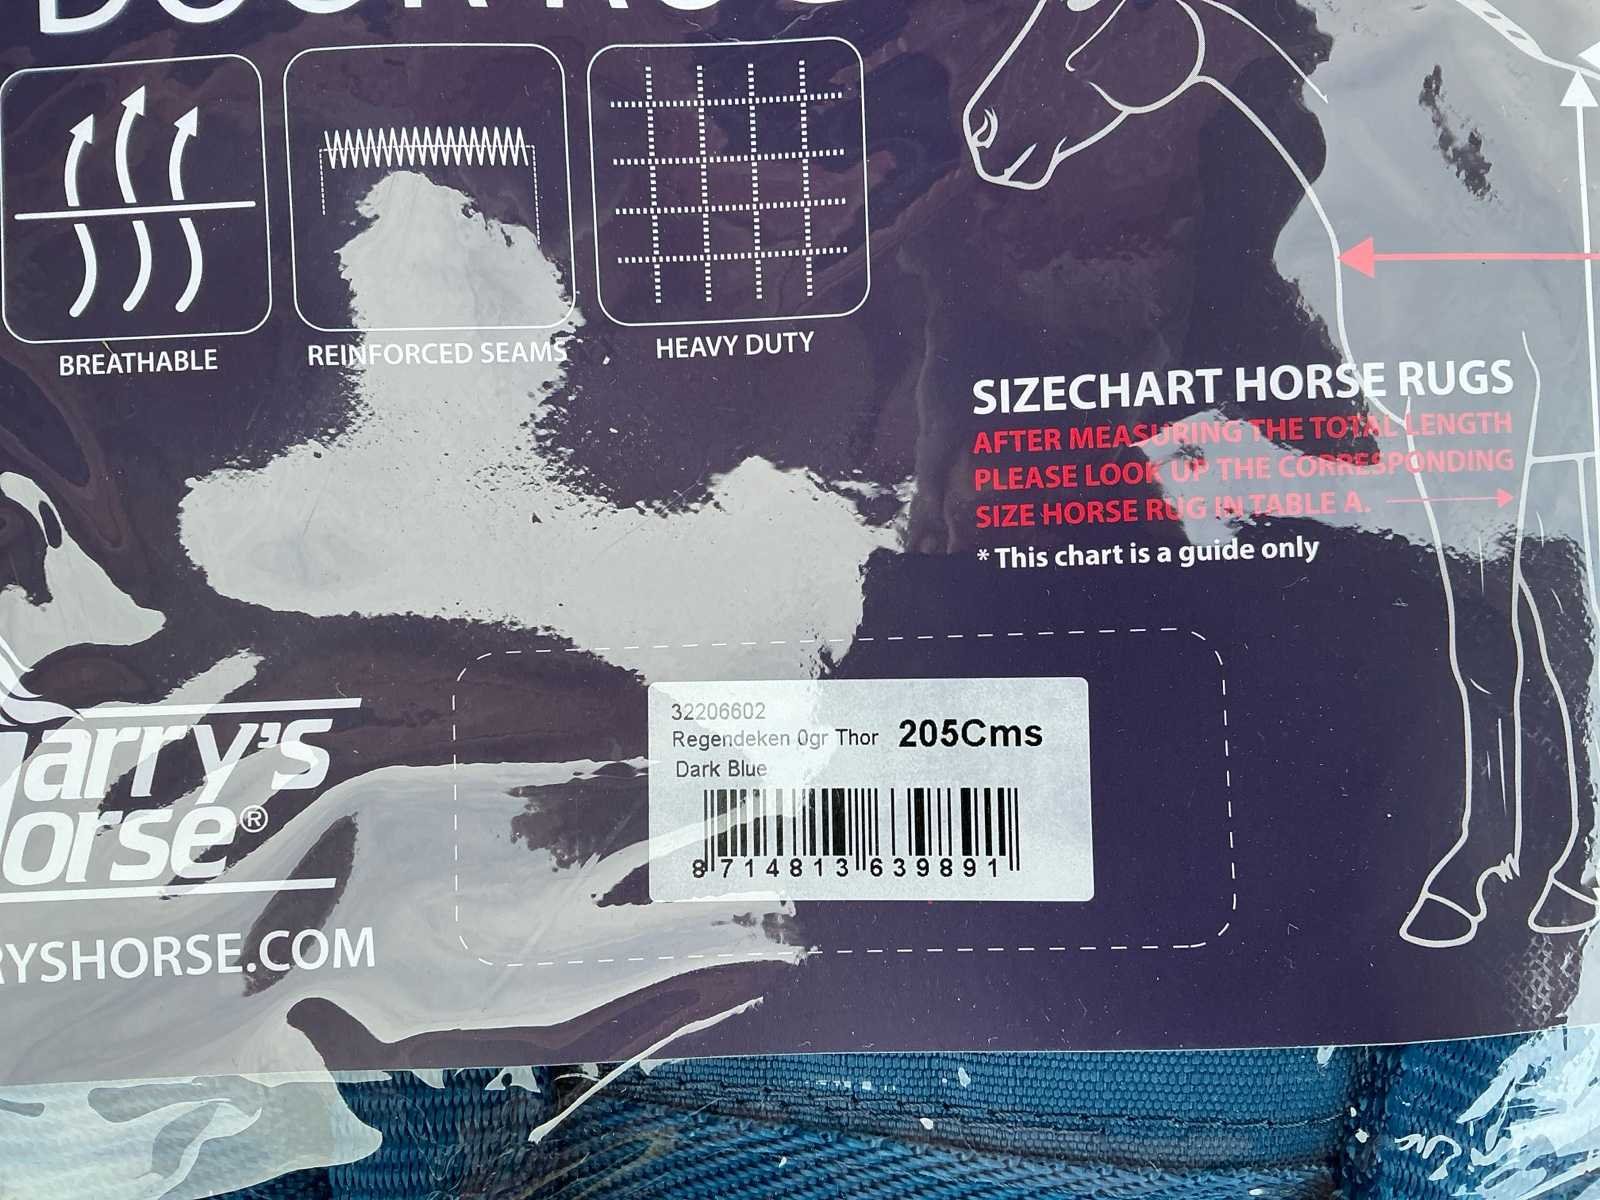 BREATHABLE
REINFORCED SEAMS
HEAVY DUTY
SIZECHART HORSE RUGS
AFTER MEASURING THE TOTAL LENGTH
PLEASE LOOK UP THE CORRESPONDING
SIZE HORSE RUG IN TABLE A.
* This chart is a guide only
32206602
Regendeken 0gr Thor 205Cms
Dark Blue
8 714813 639891
arry's
orse®
RYSHORSE.COM